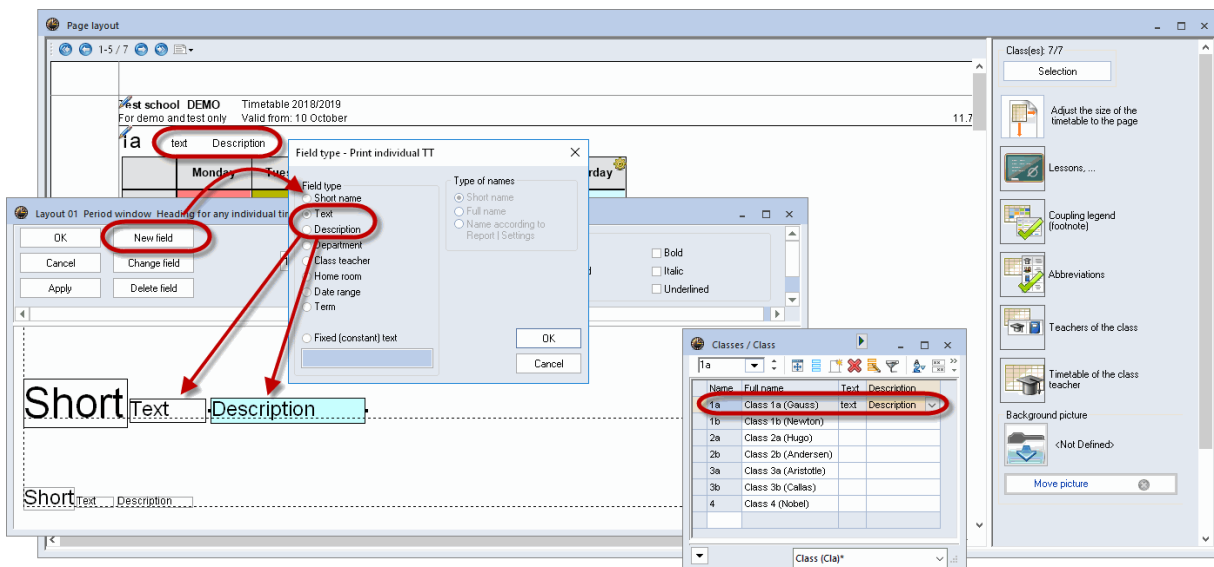 Page layout
1-5 / 7
Test school DEMO Timetable 2018/2019
For demo and test only Valid from: 10 October 11.7
1a text Description
Monday Tue rday
Class(es): 7/7
Selection
Adjust the size of the
timetable to the page
Lessons, ...
Coupling legend
(footnote)
Abbreviations
Teachers of the class
Timetable of the class
teacher
Background picture
<Not Defined>
Move picture
Field type - Print individual TT
Field type
Short name
Text
Description
Department
Class teacher
Home room
Date range
Term
Fixed (constant) text
Type of names
Short name
Full name
Name according to
Report | Settings
OK
Cancel
Layout 01 Period window Heading for any individual tim
OK New field
Cancel Change field
Apply Delete field
Bold
Italic
Underlined
Short Text Description
Short Text Description
Classes / Class
1a
Name Full name Text Description
1a Class 1a (Gauss) text Description
1b Class 1b (Newton)
2a Class 2a (Hugo)
2b Class 2b (Andersen)
3a Class 3a (Aristotle)
3b Class 3b (Callas)
4 Class 4 (Nobel)
Class (Cla)*